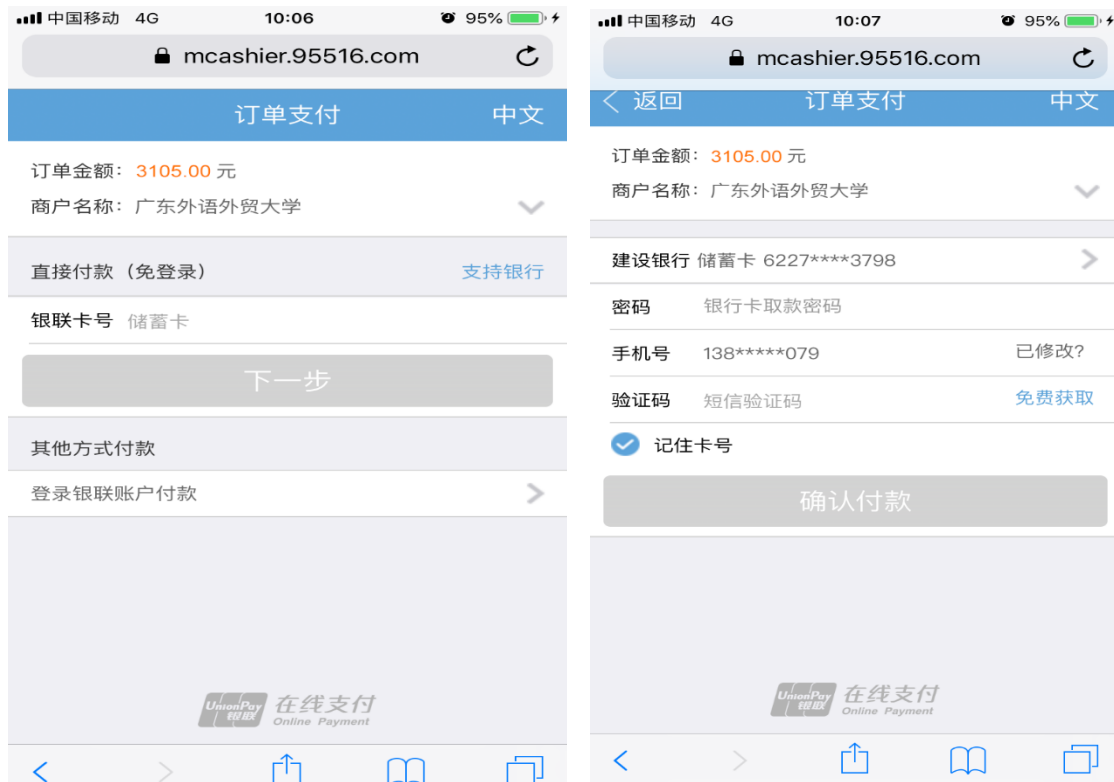 中国移动 4G 10:06 95%
mcashier.95516.com
订单支付 中文
订单金额：3105.00 元
商户名称：广东外语外贸大学
直接付款（免登录） 支持银行
银联卡号 储蓄卡
下一步
其他方式付款
登录银联账户付款
UnionPay 银联 在线支付
Online Payment
中国移动 4G 10:07 95%
mcashier.95516.com
返回 订单支付 中文
订单金额：3105.00 元
商户名称：广东外语外贸大学
建设银行 储蓄卡 6227****3798
密码 银行卡取款密码
手机号 138*****079 已修改?
验证码 短信验证码 免费获取
记住卡号
确认付款
UnionPay 银联 在线支付
Online Payment